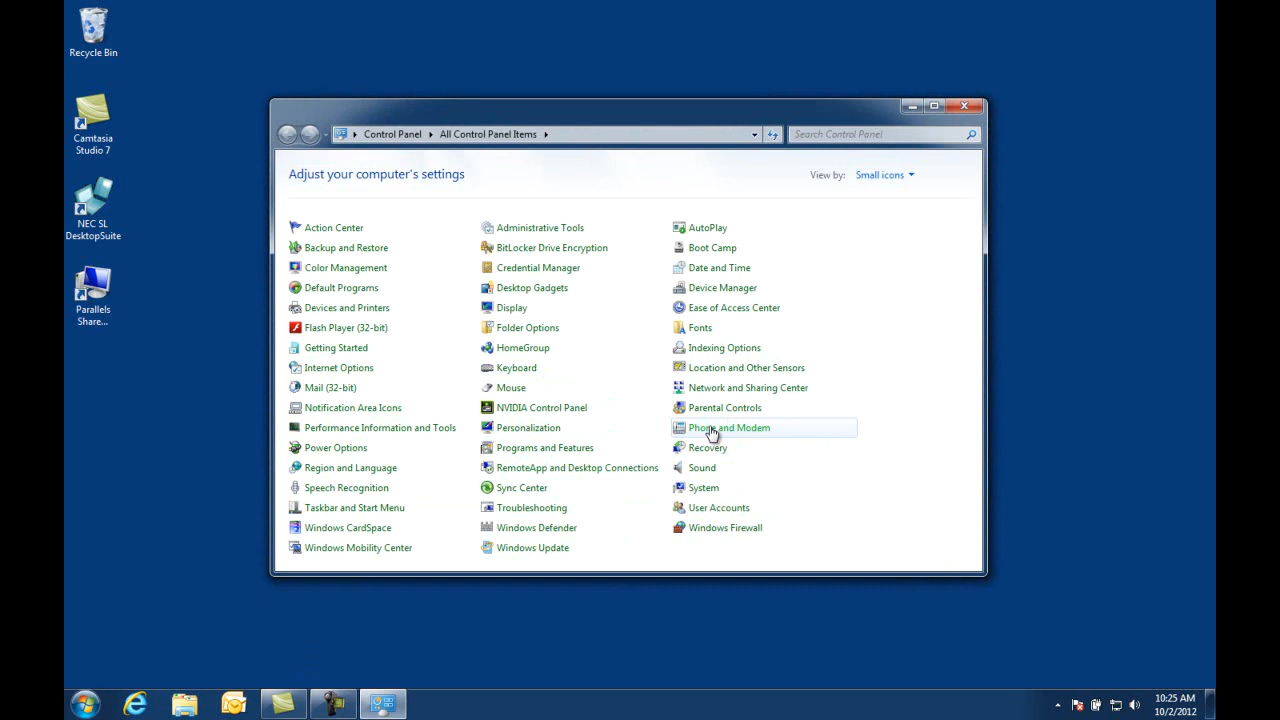 Recycle Bin
Camtasia
Studio 7
NEC SL
DesktopSuite
Parallels
Share...
Control Panel All Control Panel Items
Search Control Panel
Adjust your computer's settings
View by: Small icons
Action Center
Administrative Tools
AutoPlay
Backup and Restore
BitLocker Drive Encryption
Boot Camp
Color Management
Credential Manager
Date and Time
Default Programs
Desktop Gadgets
Device Manager
Devices and Printers
Display
Ease of Access Center
Flash Player (32-bit)
Folder Options
Fonts
Getting Started
HomeGroup
Indexing Options
Internet Options
Keyboard
Location and Other Sensors
Mail (32-bit)
Mouse
Network and Sharing Center
Notification Area Icons
NVIDIA Control Panel
Parental Controls
Performance Information and Tools
Personalization
Phone and Modem
Power Options
Programs and Features
Recovery
Region and Language
RemoteApp and Desktop Connections
Sound
Speech Recognition
Sync Center
System
Taskbar and Start Menu
Troubleshooting
User Accounts
Windows CardSpace
Windows Defender
Windows Firewall
Windows Mobility Center
Windows Update
10:25 AM
10/2/2012